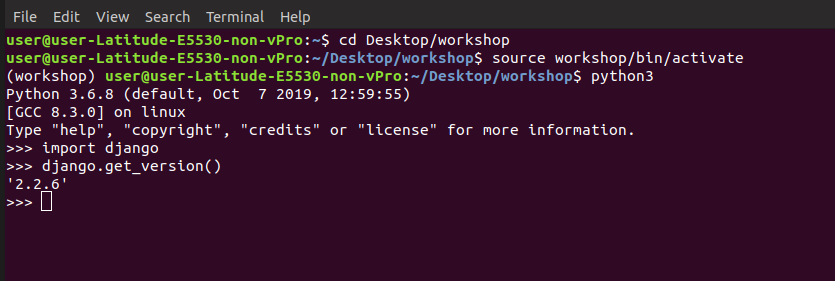 File Edit View Search Terminal Help
user@user-Latitude-E5530-non-vPro:~$ cd Desktop/workshop
user@user-Latitude-E5530-non-vPro:~/Desktop/workshop$ source workshop/bin/activate
(workshop) user@user-Latitude-E5530-non-vPro:~/Desktop/workshop$ python3
Python 3.6.8 (default, Oct  7 2019, 12:59:55)
[GCC 8.3.0] on linux
Type "help", "copyright", "credits" or "license" for more information.
>>> import django
>>> django.get_version()
'2.2.6'
>>>